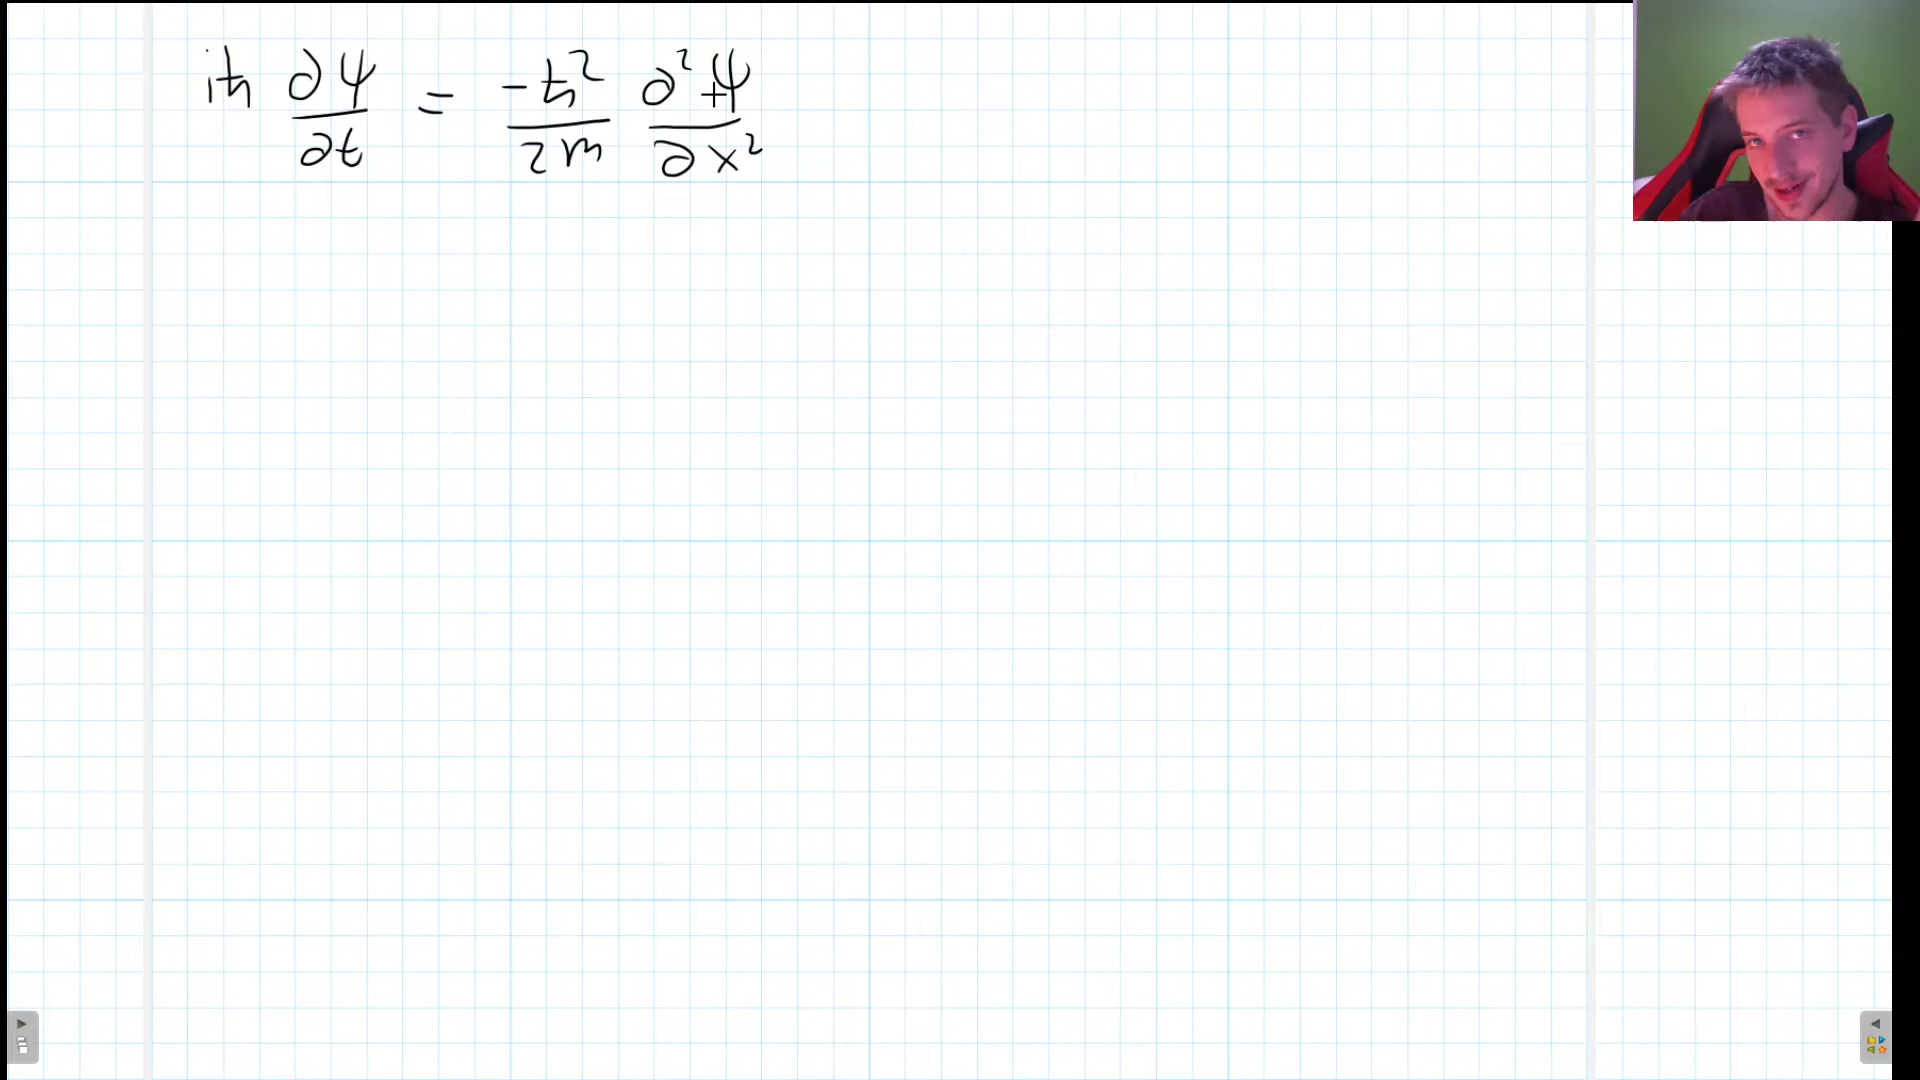 iħ ∂ψ/∂t = -ħ²/2m ∂²ψ/∂x²